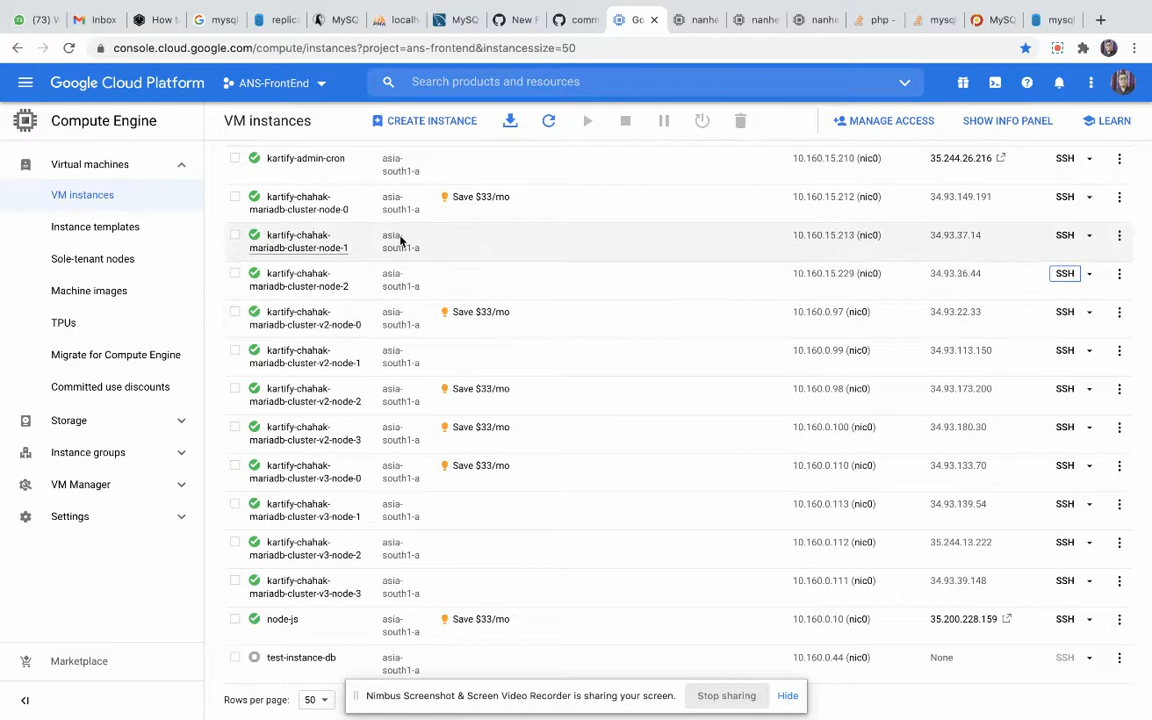 (73) W
Inbox
How to
mysql
replica
MySQ
localh
MySQ
New F
comm
Go
nanhe
nanhe
nanhe
php -
mysql
MySQ
mysql
console.cloud.google.com/compute/instances?project=ans-frontend&instancessize=50
Google Cloud Platform
ANS-FrontEnd
Search products and resources
Compute Engine
VM instances
CREATE INSTANCE
MANAGE ACCESS
SHOW INFO PANEL
LEARN
Virtual machines
VM instances
Instance templates
Sole-tenant nodes
Machine images
TPUs
Migrate for Compute Engine
Committed use discounts
Storage
Instance groups
VM Manager
Settings
Marketplace
kartify-admin-cron asia- 10.160.15.210 (nic0) 35.244.26.216 SSH
south1-a
kartify-chahak- asia- Save $33/mo 10.160.15.212 (nic0) 34.93.149.191 SSH
mariadb-cluster-node-0 south1-a
kartify-chahak- asia- 10.160.15.213 (nic0) 34.93.37.14 SSH
mariadb-cluster-node-1 south1-a
kartify-chahak- asia- 10.160.15.229 (nic0) 34.93.36.44 SSH
mariadb-cluster-node-2 south1-a
kartify-chahak- asia- Save $33/mo 10.160.0.97 (nic0) 34.93.22.33 SSH
mariadb-cluster-v2-node-0 south1-a
kartify-chahak- asia- 10.160.0.99 (nic0) 34.93.113.150 SSH
mariadb-cluster-v2-node-1 south1-a
kartify-chahak- asia- Save $33/mo 10.160.0.98 (nic0) 34.93.173.200 SSH
mariadb-cluster-v2-node-2 south1-a
kartify-chahak- asia- Save $33/mo 10.160.0.100 (nic0) 34.93.180.30 SSH
mariadb-cluster-v2-node-3 south1-a
kartify-chahak- asia- Save $33/mo 10.160.0.110 (nic0) 34.93.133.70 SSH
mariadb-cluster-v3-node-0 south1-a
kartify-chahak- asia- 10.160.0.113 (nic0) 34.93.139.54 SSH
mariadb-cluster-v3-node-1 south1-a
kartify-chahak- asia- 10.160.0.112 (nic0) 35.244.13.222 SSH
mariadb-cluster-v3-node-2 south1-a
kartify-chahak- asia- 10.160.0.111 (nic0) 34.93.39.148 SSH
mariadb-cluster-v3-node-3 south1-a
node-js asia- Save $33/mo 10.160.0.10 (nic0) 35.200.228.159 SSH
south1-a
test-instance-db asia- 10.160.0.44 (nic0) None SSH
south1-a
Rows per page: 50
Nimbus Screenshot & Screen Video Recorder is sharing your screen. Stop sharing Hide